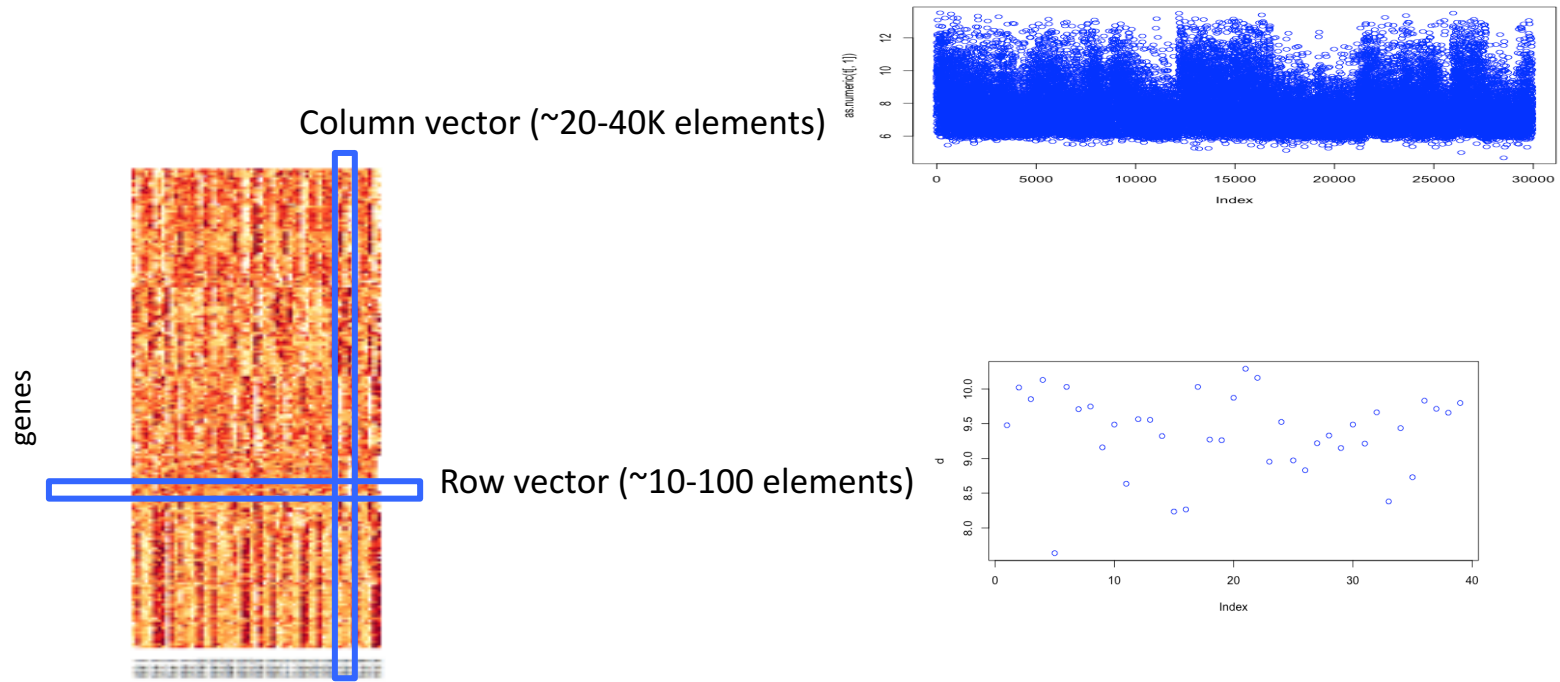 Column vector (~20-40K elements)
as.numeric(t[, 1])
12
10
8
6
0 5000 10000 15000 20000 25000 30000
Index
genes
Row vector (~10-100 elements)
d
10.0
9.5
9.0
8.5
8.0
0 10 20 30 40
Index